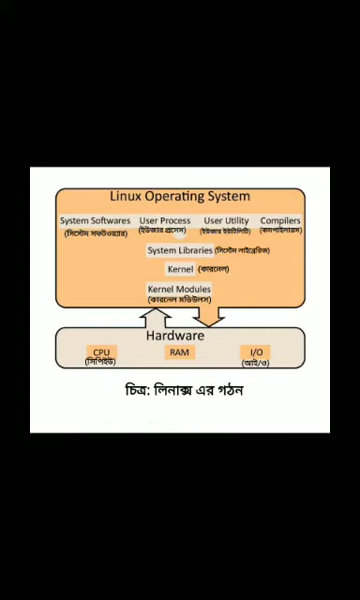 Linux Operating System
System Softwares User Process User Utility Compilers
(সিস্টেম সফটওয়্যার) (ইউজার প্রসেস) (ইউজার ইউটিলিটি) (কমপাইলারস)
System Libraries (সিস্টেম লাইব্রেরিজ)
Kernel (কারনেল)
Kernel Modules
(কারনেল মডিউলস)
Hardware
CPU RAM I/O
(সিপিইউ) (আই/ও)
চিত্র: লিনাক্স এর গঠন